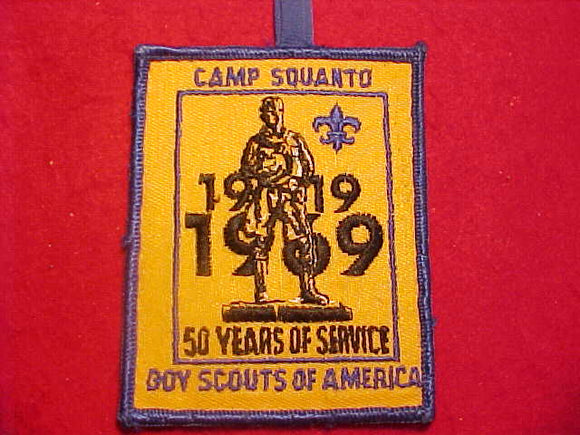 CAMP SQUANTO
1919
1969
50 YEARS OF SERVICE
BOY SCOUTS OF AMERICA